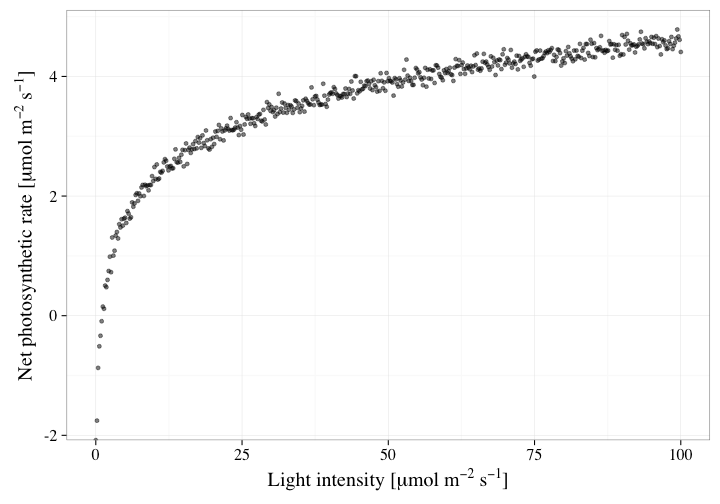 Net photosynthetic rate [μmol m⁻² s⁻¹]
4
2
0
-2
0 25 50 75 100
Light intensity [μmol m⁻² s⁻¹]